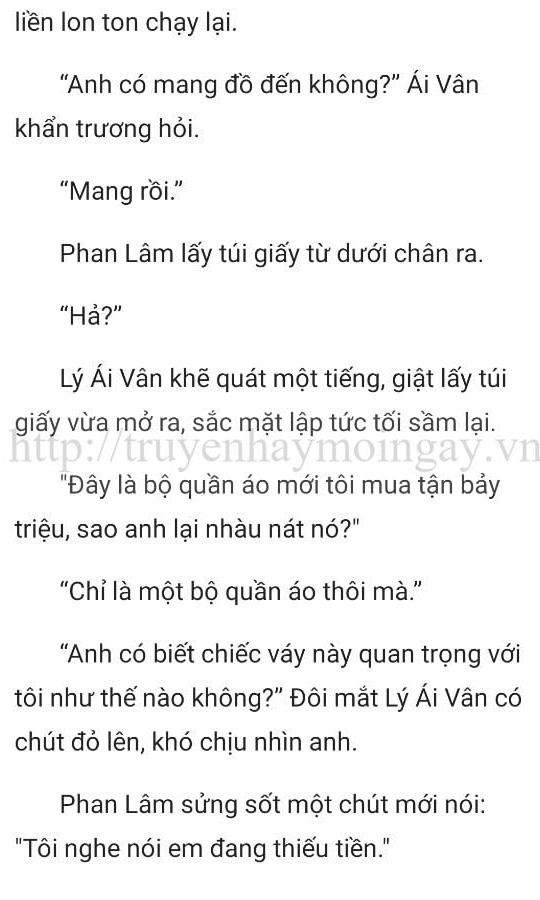 liền lon ton chạy lại.
“Anh có mang đồ đến không?” Ái Vân
khẩn trương hỏi.
“Mang rồi.”
Phan Lâm lấy túi giấy từ dưới chân ra.
“Hả?”
Lý Ái Vân khẽ quát một tiếng, giật lấy túi
giấy vừa mở ra, sắc mặt lập tức tối sầm lại.
http://truyenhaymoingay.vn
"Đây là bộ quần áo mới tôi mua tận bảy
triệu, sao anh lại nhàu nát nó?"
“Chỉ là một bộ quần áo thôi mà.”
“Anh có biết chiếc váy này quan trọng với
tôi như thế nào không?” Đôi mắt Lý Ái Vân có
chút đỏ lên, khó chịu nhìn anh.
Phan Lâm sửng sốt một chút mới nói:
"Tôi nghe nói em đang thiếu tiền."